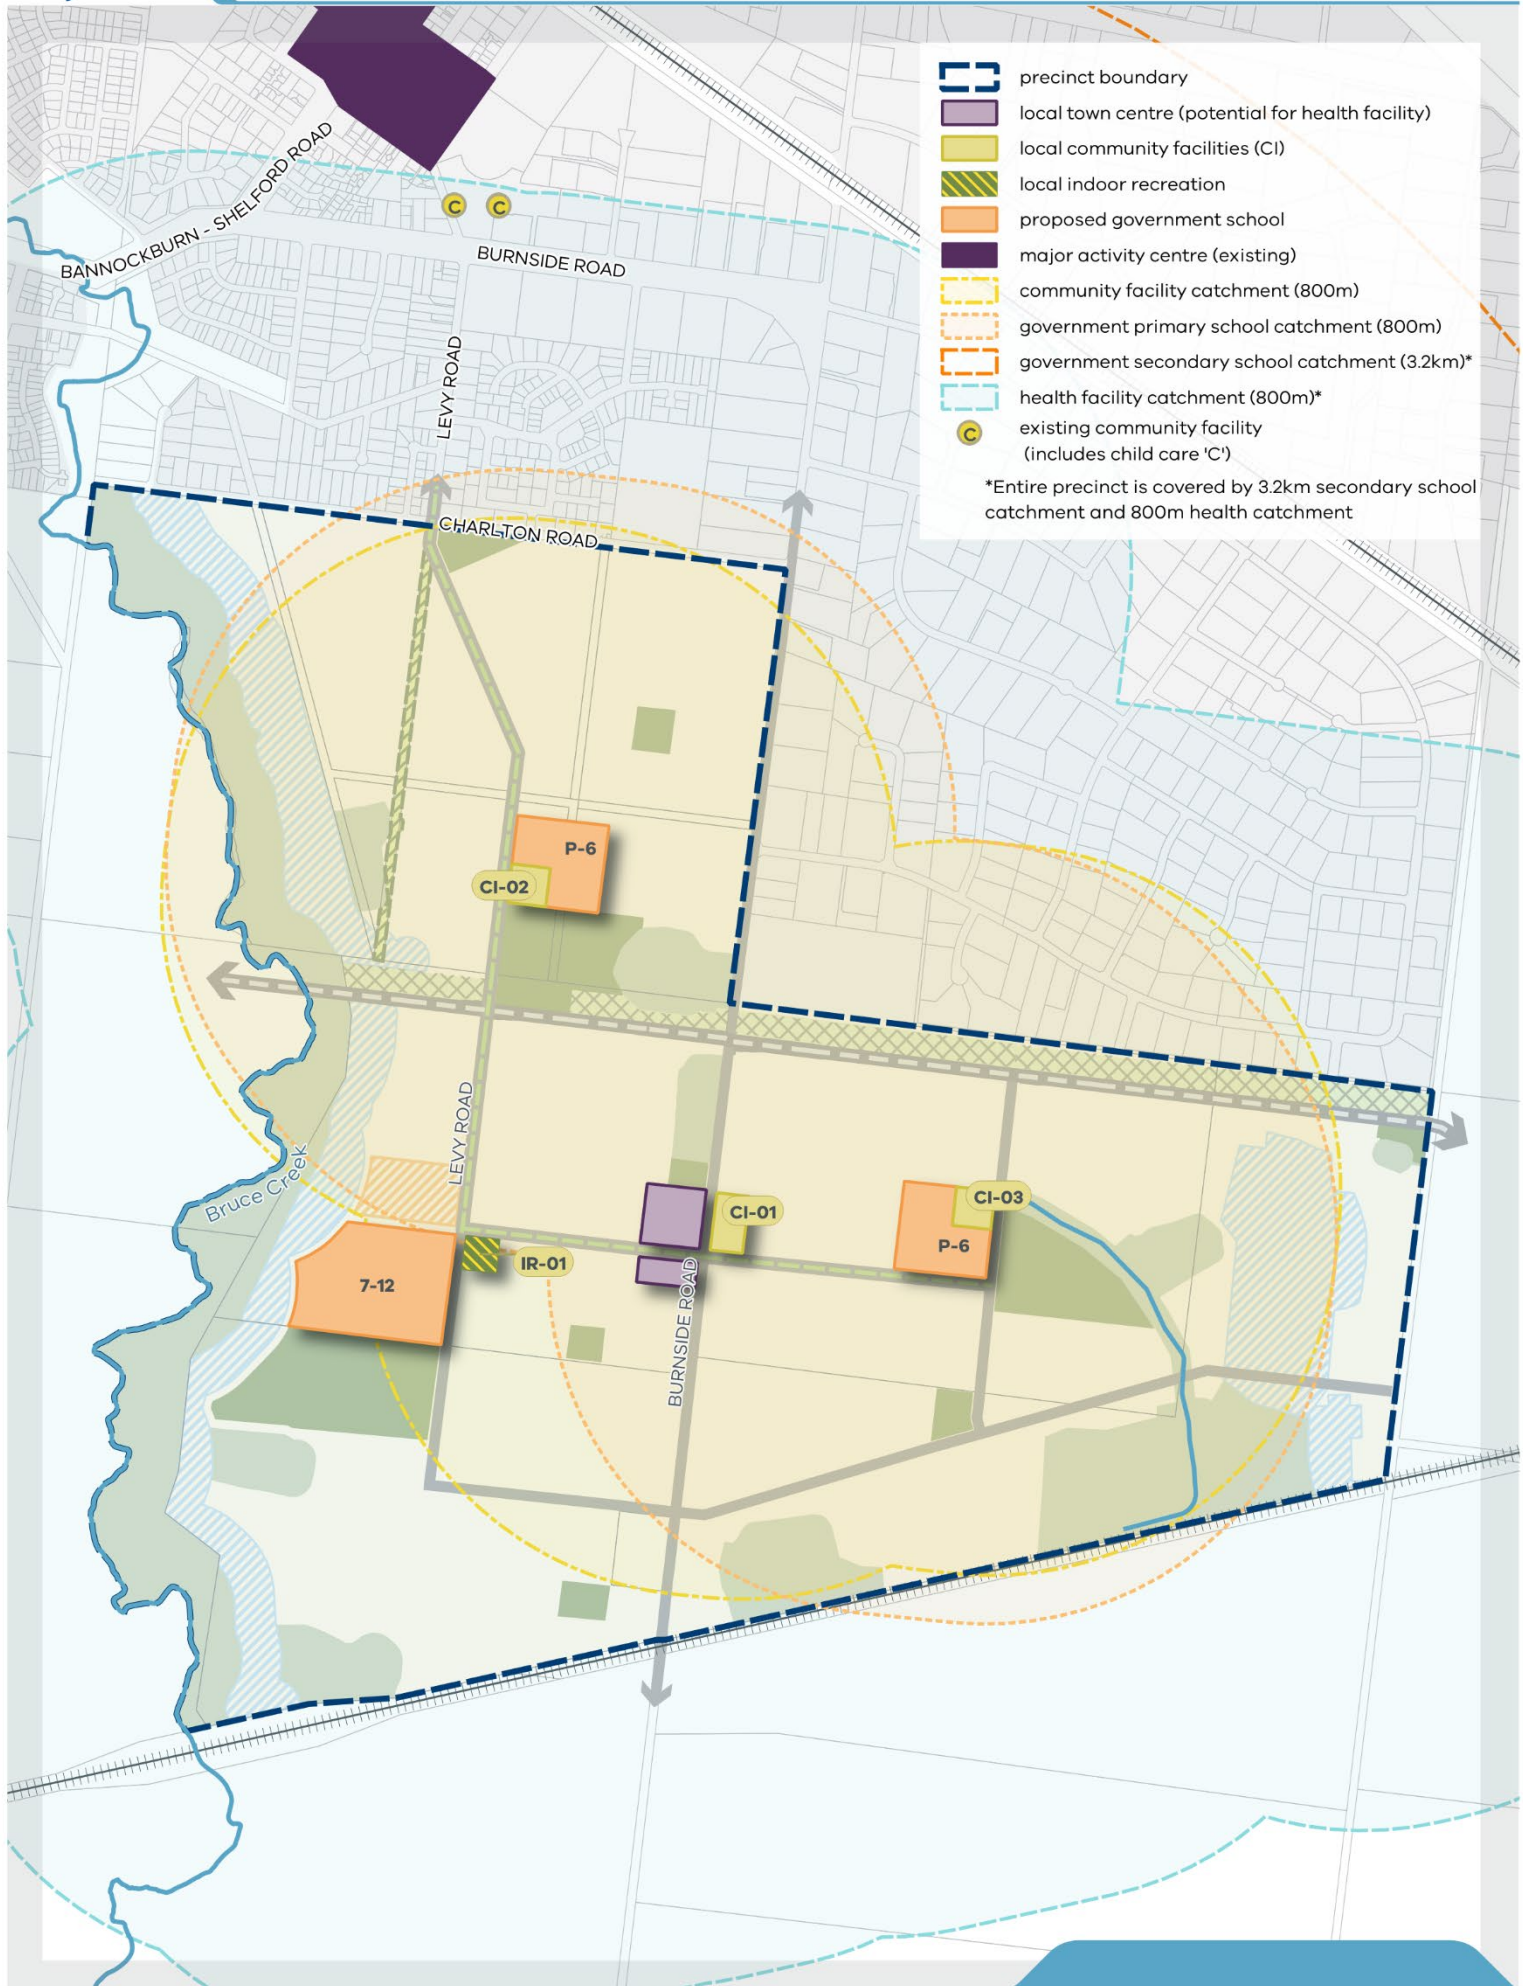 precinct boundary
local town centre (potential for health facility)
local community facilities (CI)
local indoor recreation
proposed government school
major activity centre (existing)
community facility catchment (800m)
government primary school catchment (800m)
government secondary school catchment (3.2km)*
health facility catchment (800m)*
C
existing community facility
(includes child care 'C')
*Entire precinct is covered by 3.2km secondary school
catchment and 800m health catchment
BANNOCKBURN - SHELFORD ROAD
C
C
BURNSIDE ROAD
LEVY ROAD
CHARLTON ROAD
P-6
CI-02
LEVY ROAD
Bruce Creek
CI-01
CI-03
P-6
IR-01
7-12
BURNSIDE ROAD